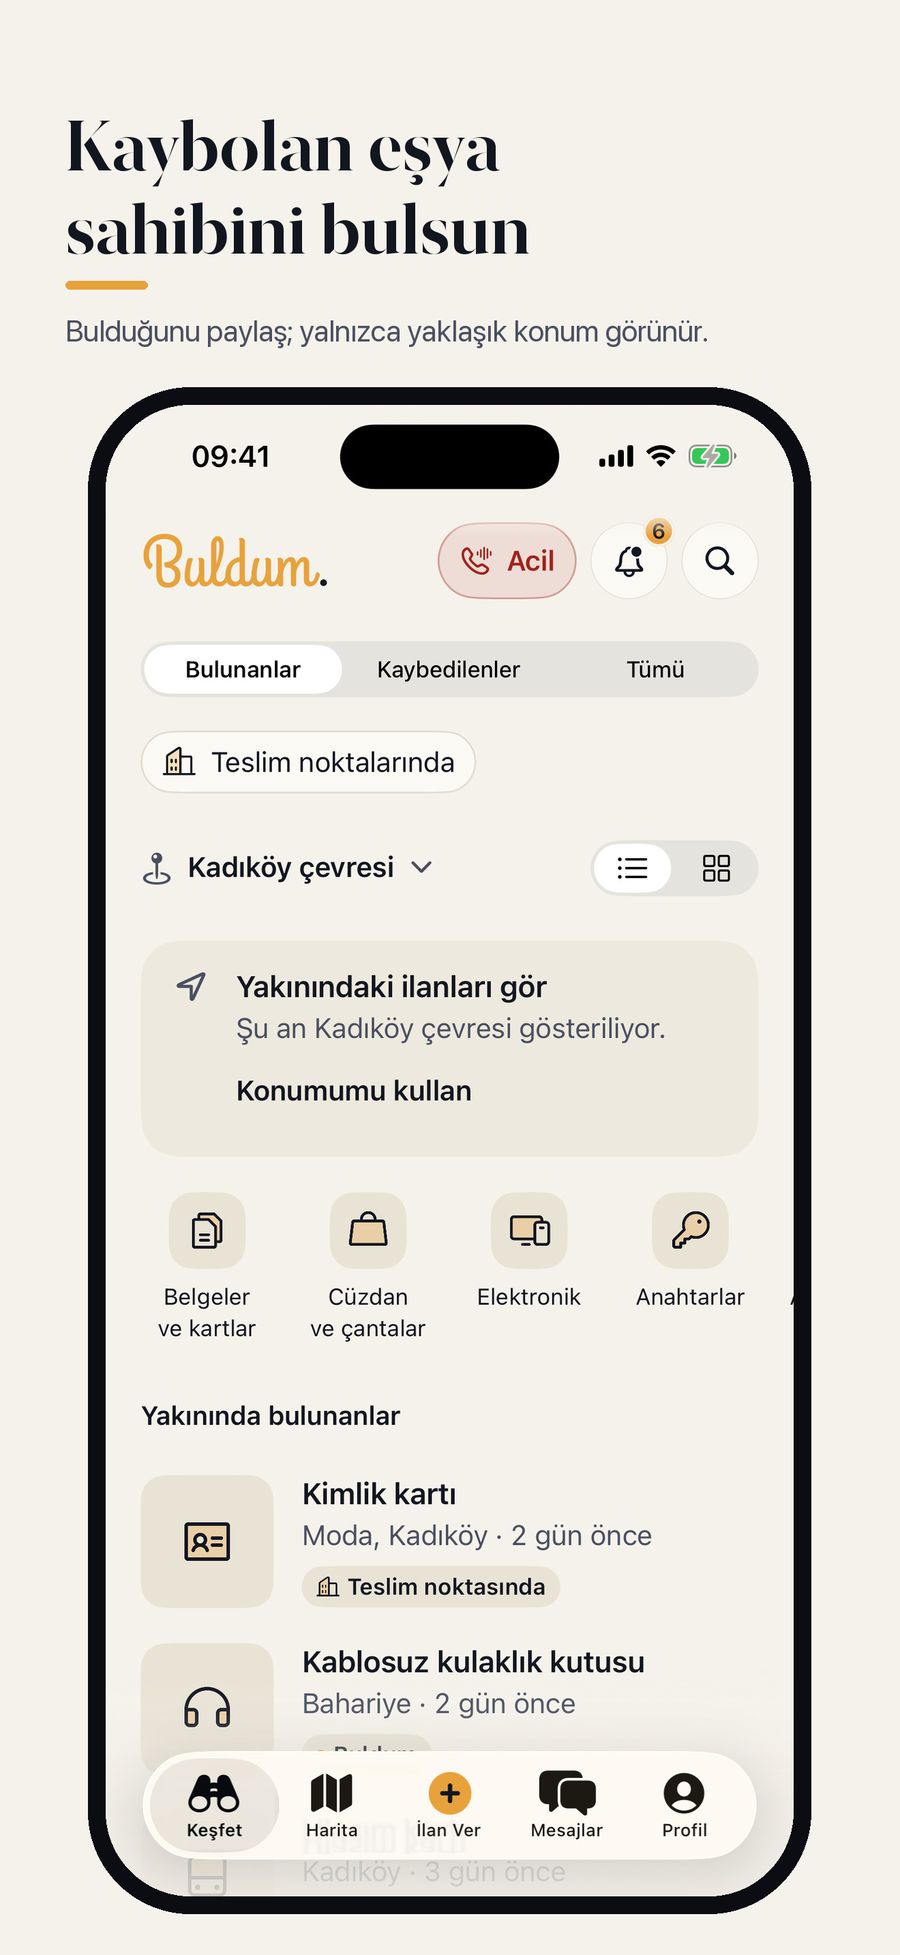 Kaybolan eşya
sahibini bulsun
Bulduğunu paylaş; yalnızca yaklaşık konum görünür.
09:41
Buldum.
Acil
6
Bulunanlar
Kaybedilenler
Tümü
Teslim noktalarında
Kadıköy çevresi
Yakınındaki ilanları gör
Şu an Kadıköy çevresi gösteriliyor.
Konumumu kullan
Belgeler
ve kartlar
Cüzdan
ve çantalar
Elektronik
Anahtarlar
Yakınında bulunanlar
Kimlik kartı
Moda, Kadıköy · 2 gün önce
Teslim noktasında
Kablosuz kulaklık kutusu
Bahariye · 2 gün önce
Keşfet
Harita
İlan Ver
Mesajlar
Profil
Kadıköy · 3 gün önce